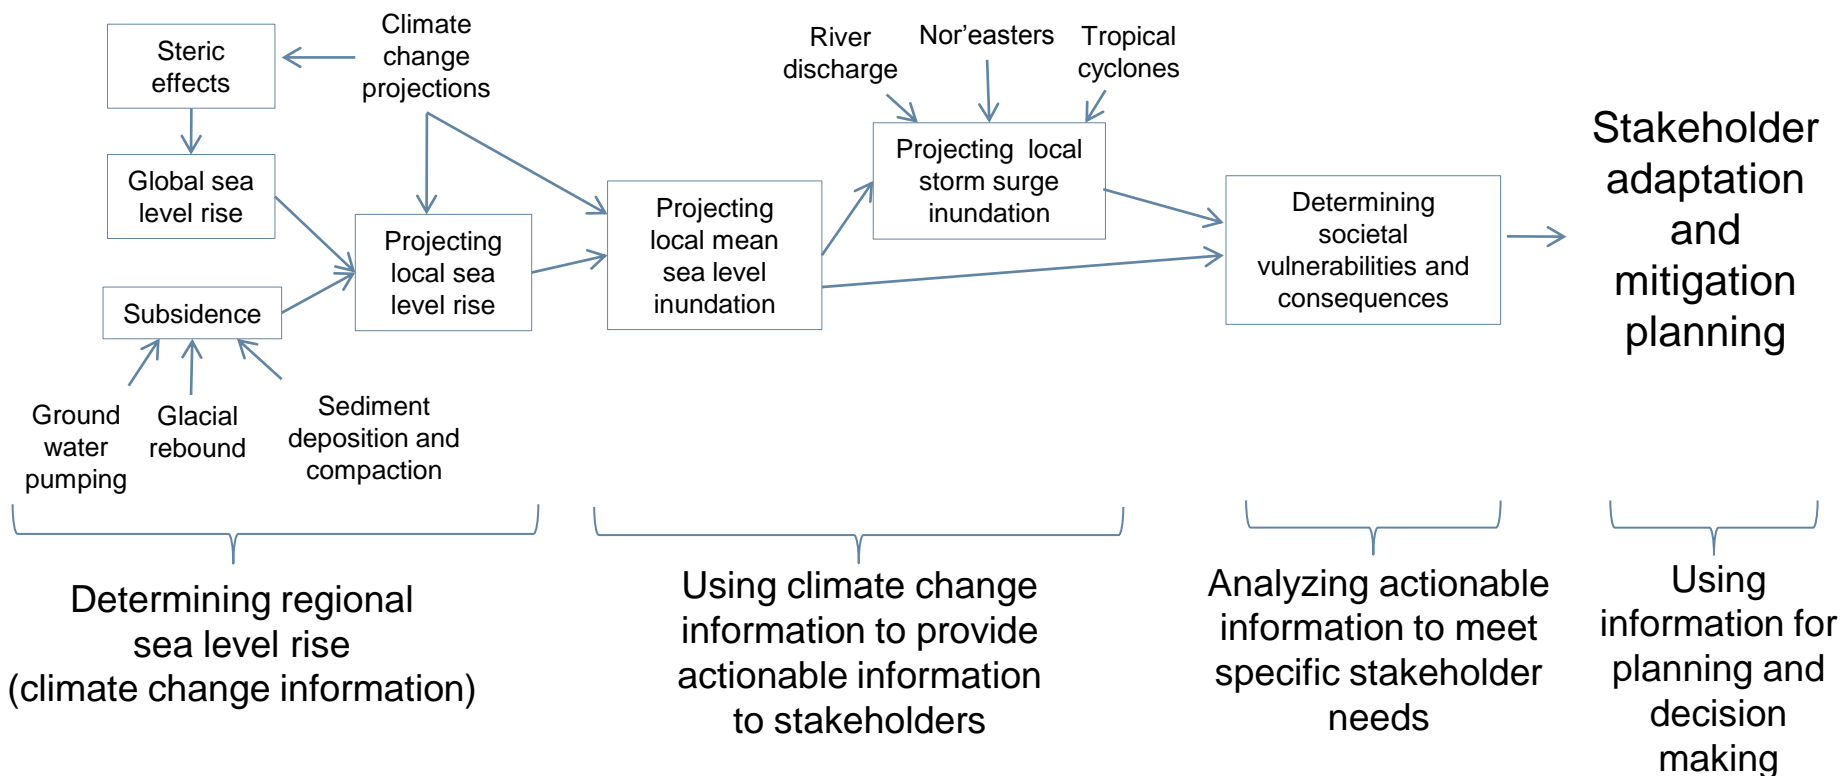 Steric
effects
Climate
change
projections
Global sea
level rise
Subsidence
Ground
water
pumping
Glacial
rebound
Sediment
deposition and
compaction
Projecting
local sea
level rise
Projecting
local mean
sea level
inundation
River
discharge
Nor'easters
Tropical
cyclones
Projecting local
storm surge
inundation
Determining
societal
vulnerabilities and
consequences
Stakeholder
adaptation
and
mitigation
planning
Determining regional
sea level rise
(climate change information)
Using climate change
information to provide
actionable information
to stakeholders
Analyzing actionable
information to meet
specific stakeholder
needs
Using
information for
planning and
decision
making